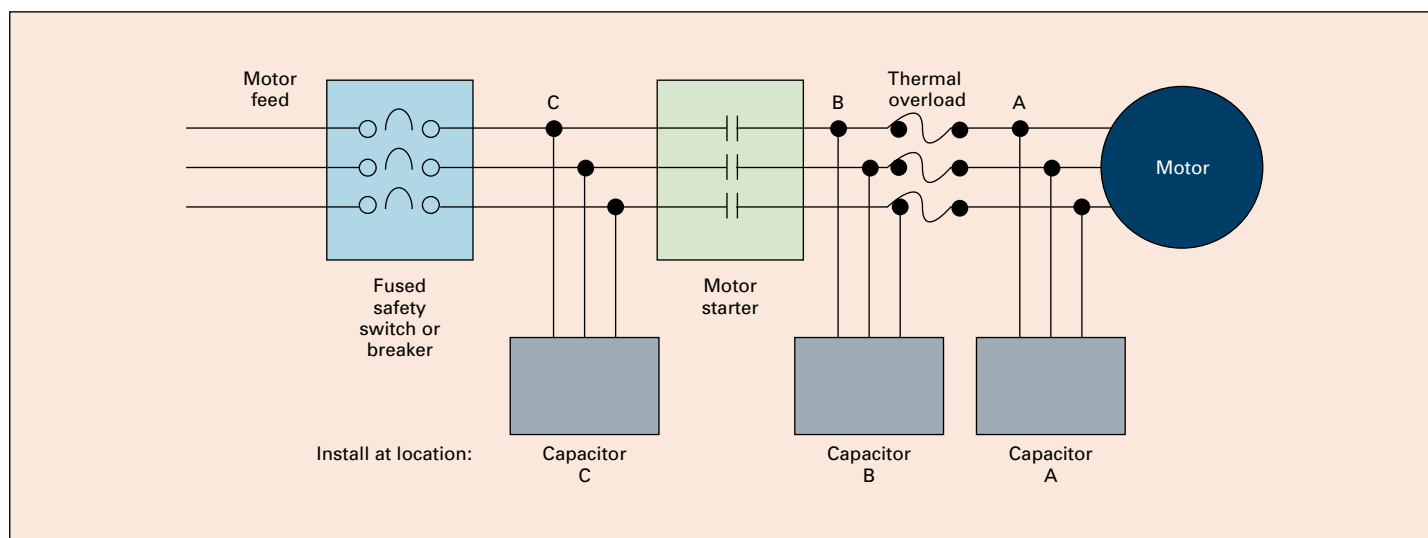 Motor
feed
C
B
Thermal
overload
A
Motor
Fused
safety
switch or
breaker
Motor
starter
Install at location:
Capacitor
C
Capacitor
B
Capacitor
A